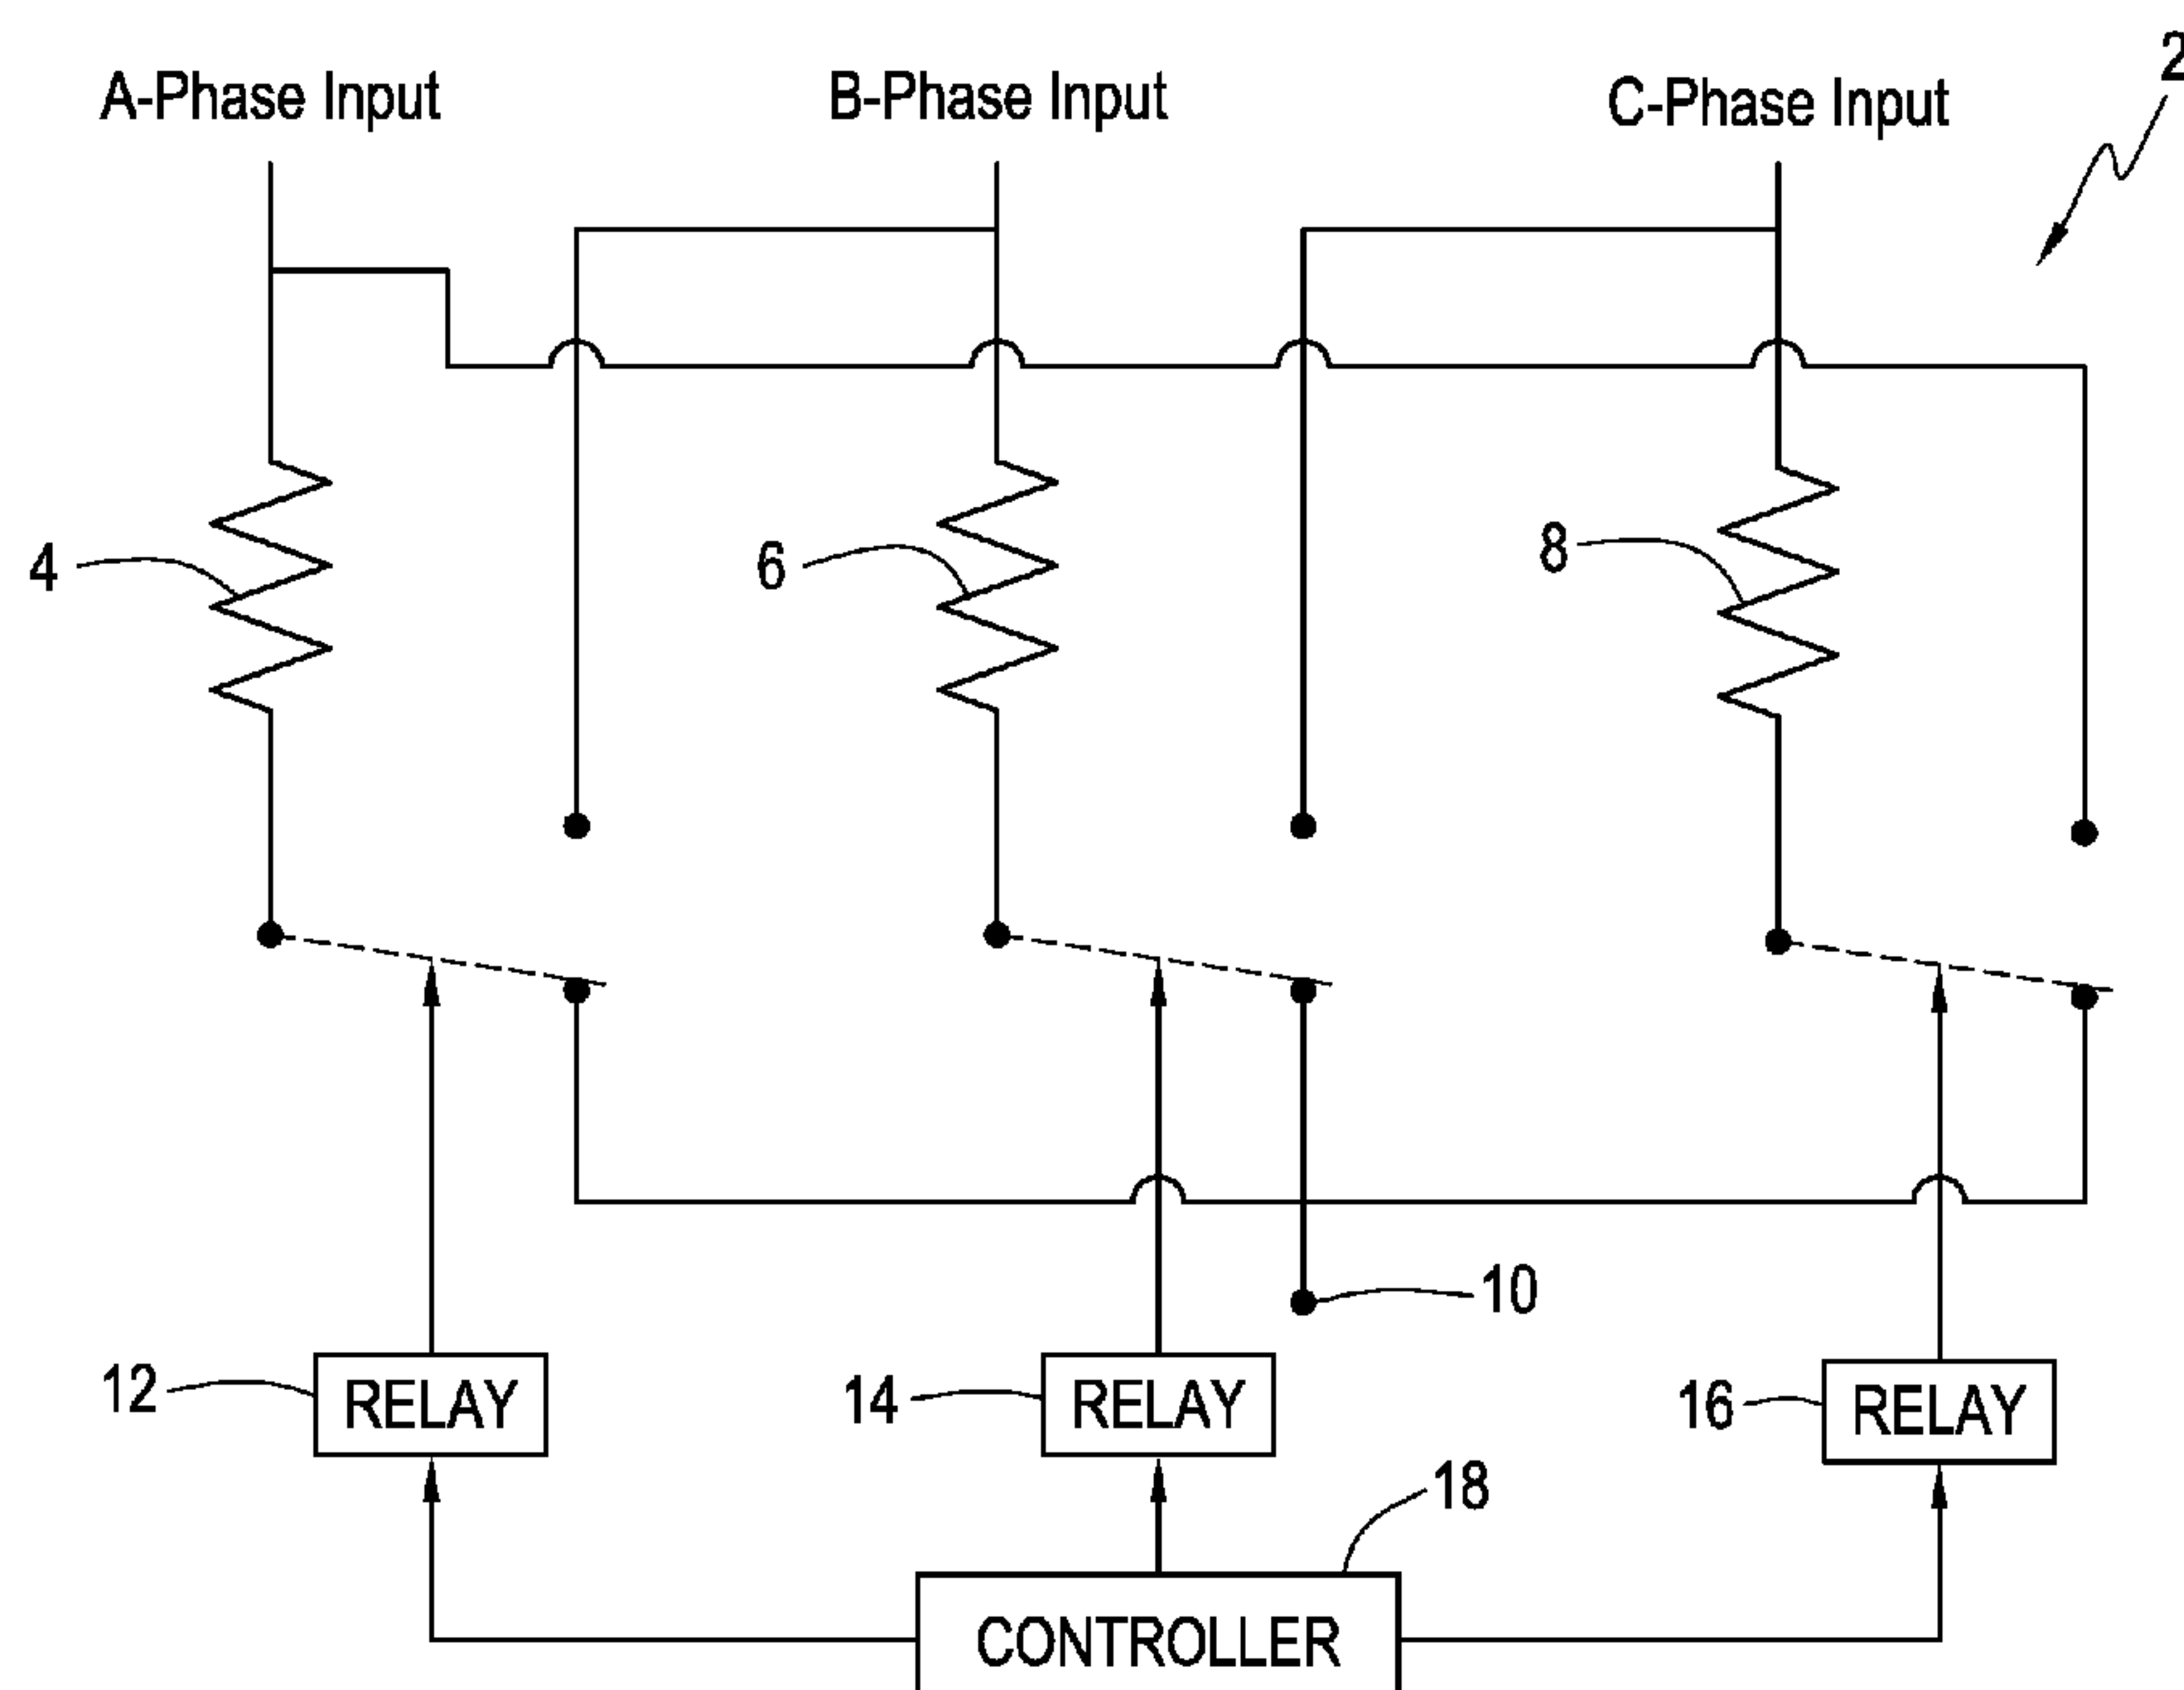 2
A-Phase Input
B-Phase Input
C-Phase Input
4
6
8
10
12
RELAY
14
RELAY
16
RELAY
18
CONTROLLER